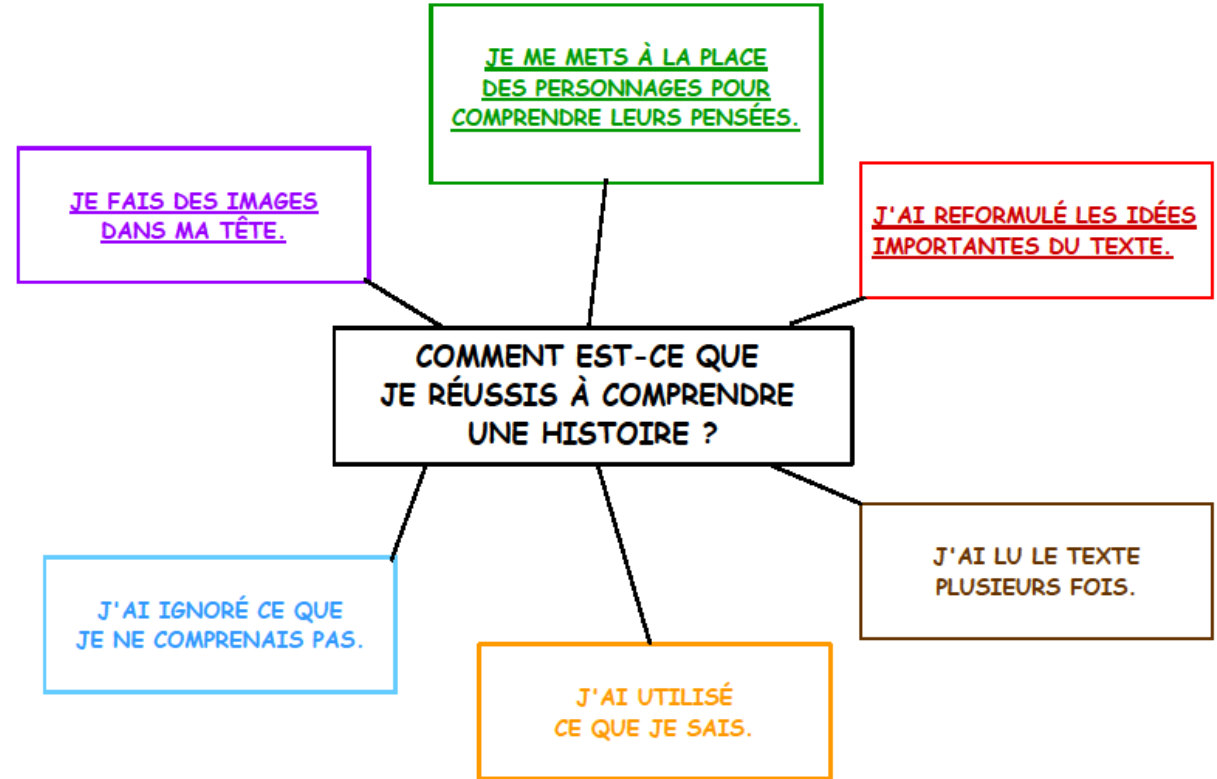 JE ME METS À LA PLACE
DES PERSONNAGES POUR
COMPRENDRE LEURS PENSÉES.
JE FAIS DES IMAGES
DANS MA TÊTE.
J'AI REFORMULÉ LES IDÉES
IMPORTANTES DU TEXTE.
COMMENT EST-CE QUE
JE RÉUSSIS À COMPRENDRE
UNE HISTOIRE ?
J'AI LU LE TEXTE
PLUSIEURS FOIS.
J'AI IGNORÉ CE QUE
JE NE COMPRENAIS PAS.
J'AI UTILISÉ
CE QUE JE SAIS.